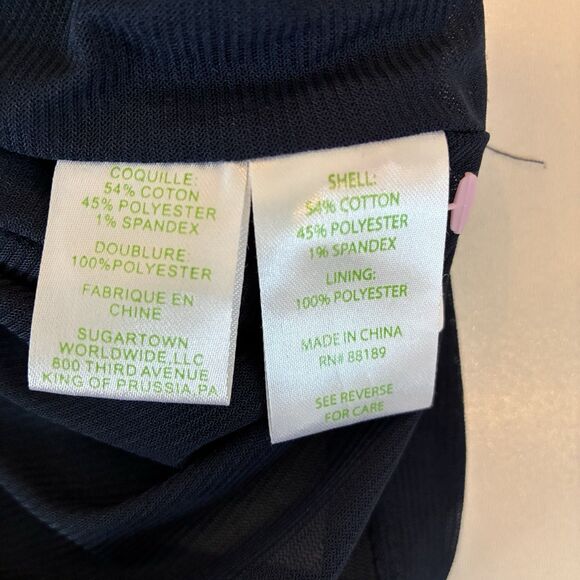 COQUILLE:
54% COTON
45% POLYESTER
1% SPANDEX
DOUBLURE:
100%POLYESTER
FABRIQUE EN
CHINE
SUGARTOWN
WORLDWIDE,LLC
800 THIRD AVENUE
KING OF PRUSSIA,PA
SHELL:
54% COTTON
45% POLYESTER
1% SPANDEX
LINING:
100% POLYESTER
MADE IN CHINA
RN# 88189
SEE REVERSE
FOR CARE